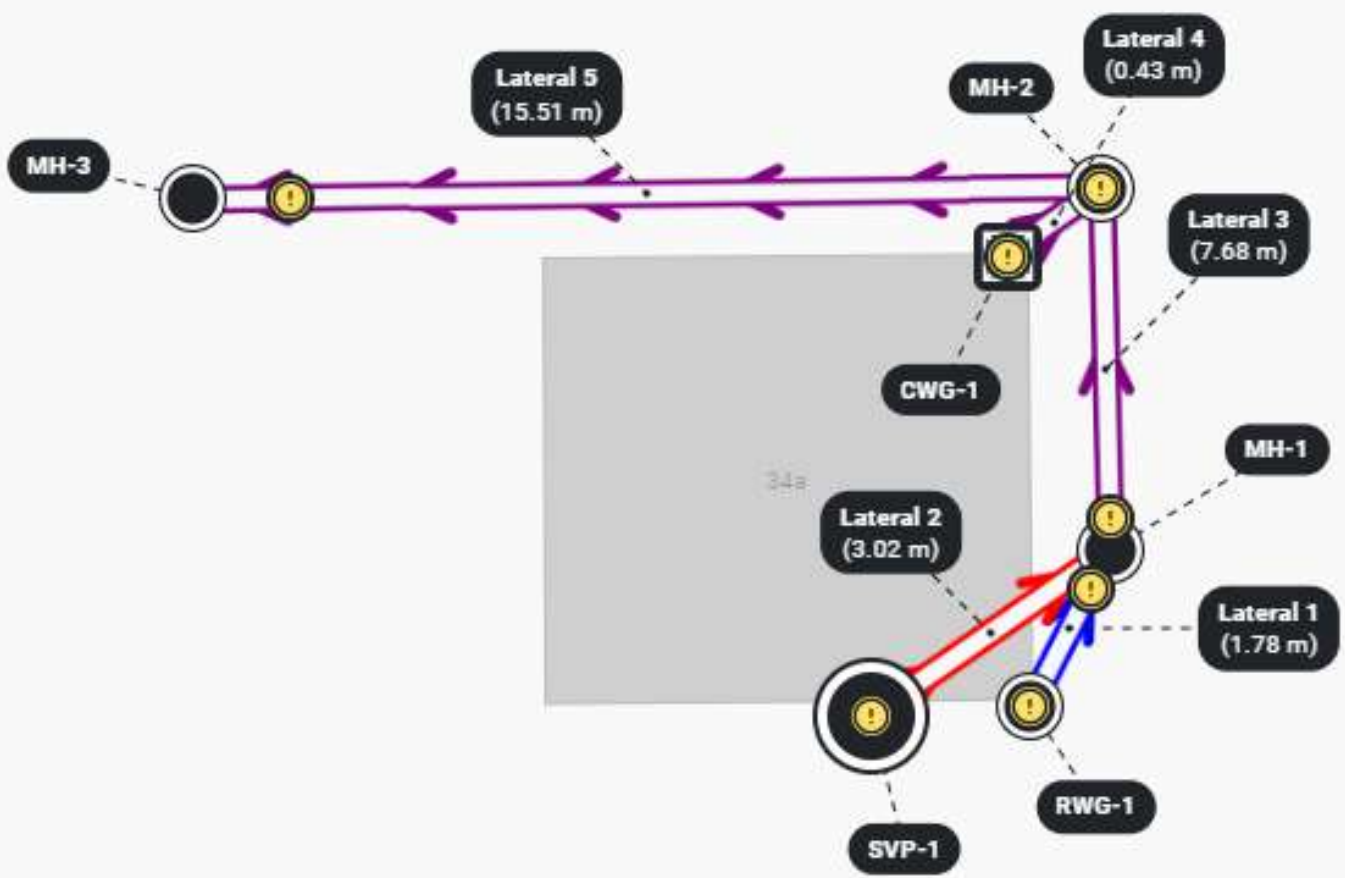 Lateral 4
(0.43 m)
Lateral 5
(15.51 m)
MH-2
MH-3
Lateral 3
(7.68 m)
CWG-1
MH-1
34a
Lateral 2
(3.02 m)
Lateral 1
(1.78 m)
RWG-1
SVP-1